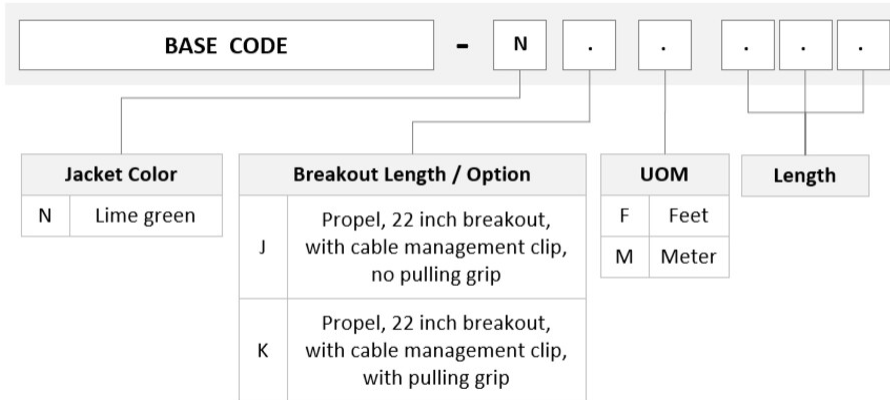 BASE CODE - N . . . . .
Jacket Color
N Lime green
Breakout Length / Option
J Propel, 22 inch breakout,
with cable management clip,
no pulling grip
K Propel, 22 inch breakout,
with cable management clip,
with pulling grip
UOM
F Feet
M Meter
Length